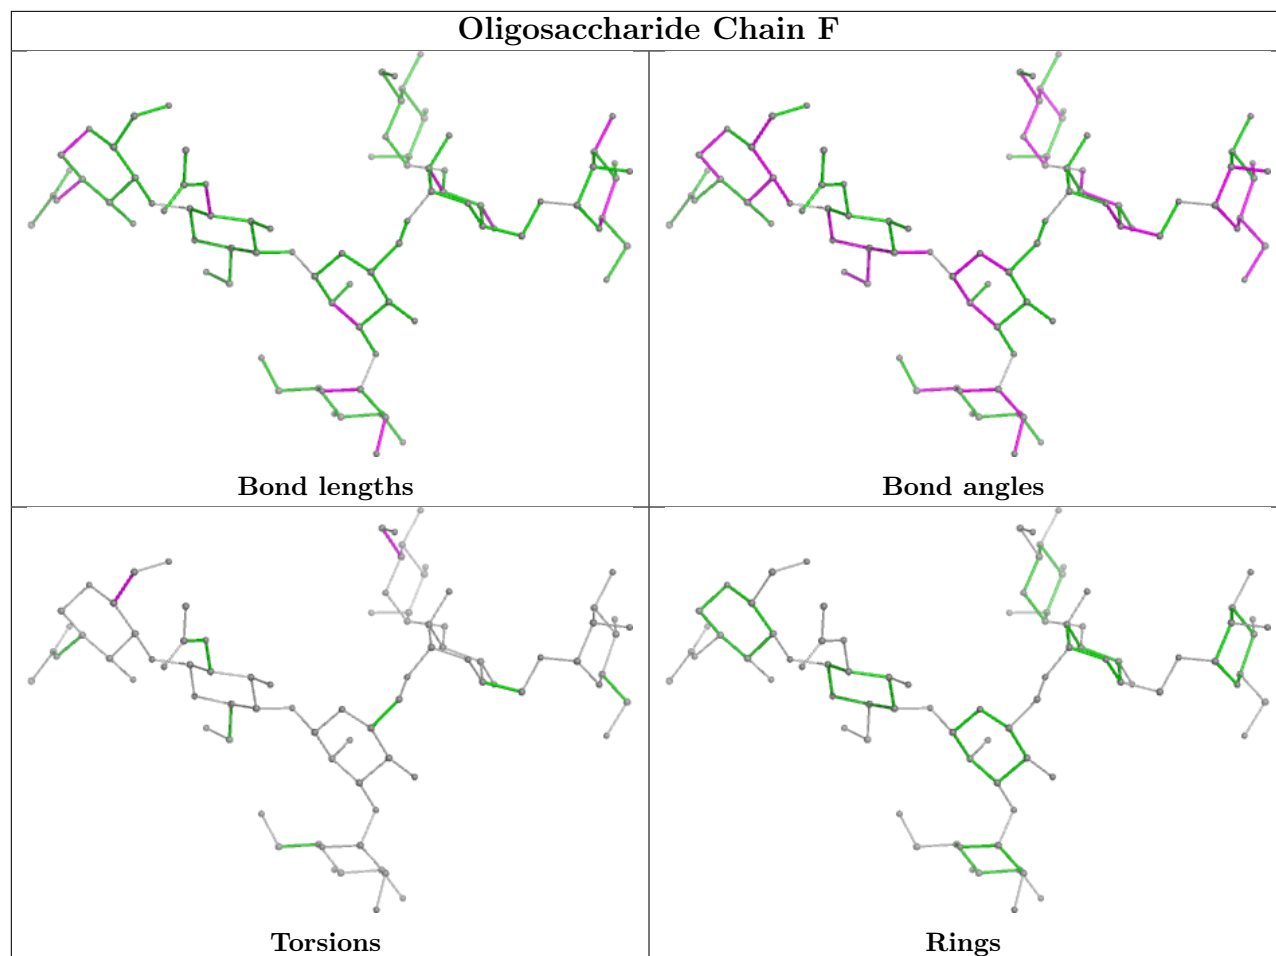 Oligosaccharide Chain F
Bond lengths
Bond angles
Torsions
Rings